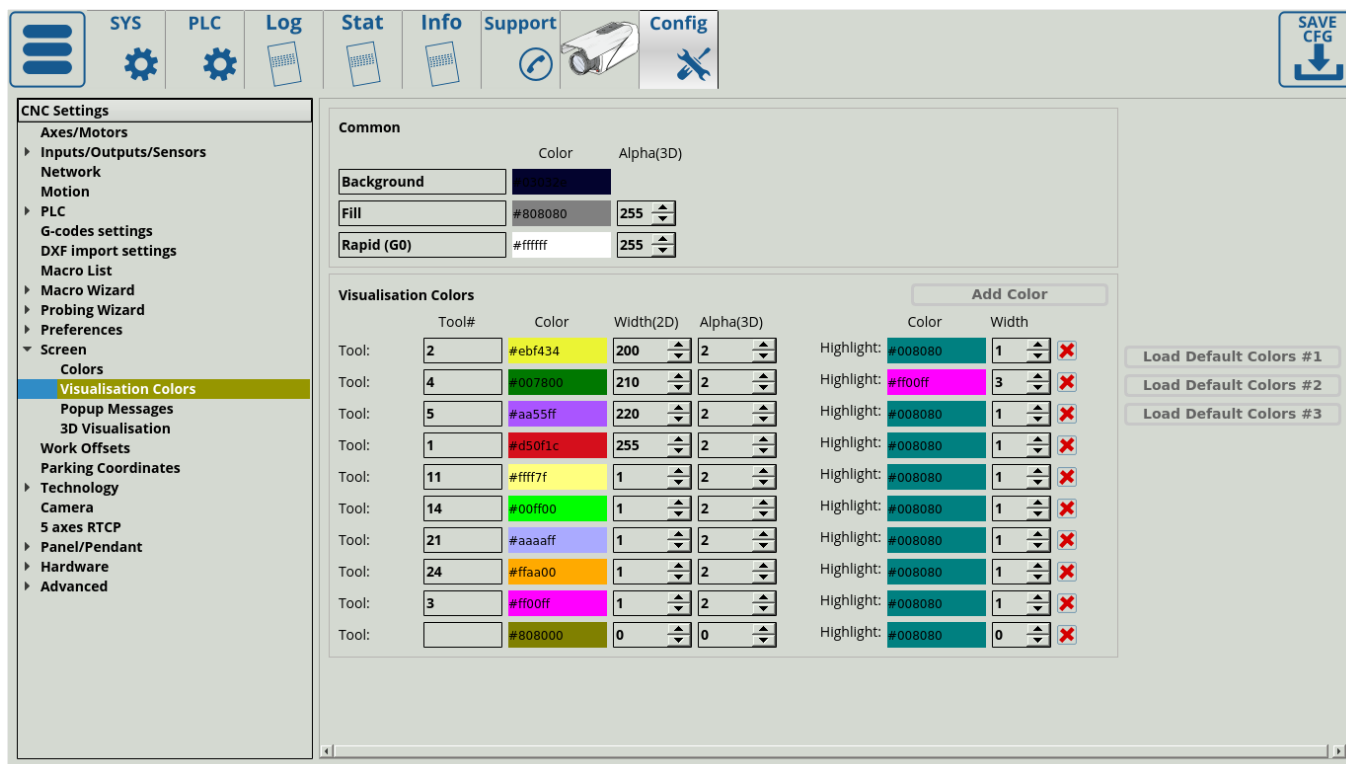 SYS PLC Log Stat Info Support Config SAVE
CFG
CNC Settings
Axes/Motors
Inputs/Outputs/Sensors
Network
Motion
PLC
G-codes settings
DXF import settings
Macro List
Macro Wizard
Probing Wizard
Preferences
Screen
Colors
Visualisation Colors
Popup Messages
3D Visualisation
Work Offsets
Parking Coordinates
Technology
Camera
5 axes RTCP
Panel/Pendant
Hardware
Advanced
Common
Color Alpha(3D)
Background
Fill #808080 255
Rapid (G0) #ffffff 255
Visualisation Colors Add Color
Tool# Color Width(2D) Alpha(3D) Color Width
Tool: 2 #ebf434 200 2 Highlight: #008080 1
Tool: 4 #007800 210 2 Highlight: #ff00ff 3
Tool: 5 #aa55ff 220 2 Highlight: #008080 1
Tool: 1 #d50f1c 255 2 Highlight: #008080 1
Tool: 11 #ffff7f 1 2 Highlight: #008080 1
Tool: 14 #00ff00 1 2 Highlight: #008080 1
Tool: 21 #aaaaff 1 2 Highlight: #008080 1
Tool: 24 #ffaa00 1 2 Highlight: #008080 1
Tool: 3 #ff00ff 1 2 Highlight: #008080 1
Tool: #808000 0 0 Highlight: #008080 0
Load Default Colors #1
Load Default Colors #2
Load Default Colors #3